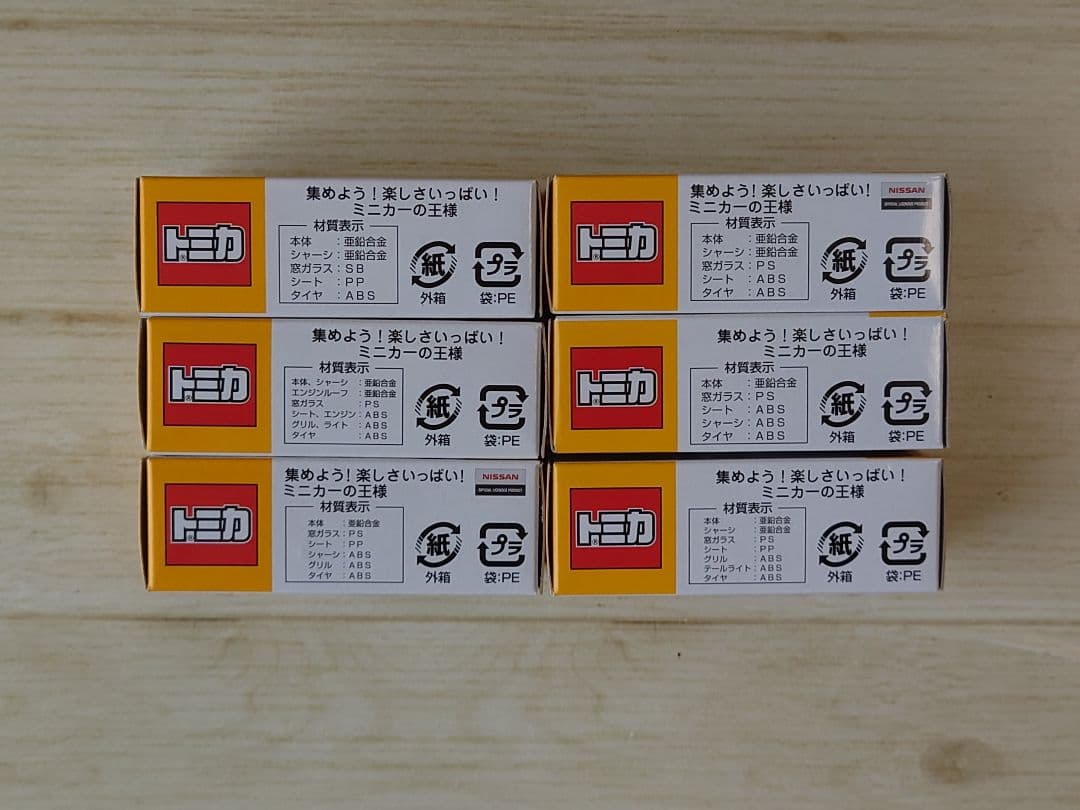 トミカ
®
集めよう！楽しさいっぱい！
ミニカーの王様
材質表示
本体 ：亜鉛合金
シャーシ：亜鉛合金
窓ガラス：ＳＢ
シート ：ＰＰ
タイヤ ：ＡＢＳ
紙
外箱
プラ
袋:PE
トミカ
®
集めよう！楽しさいっぱい！
ミニカーの王様
NISSAN
OFFICIAL LICENSED PRODUCT
材質表示
本体 ：亜鉛合金
シャーシ：亜鉛合金
窓ガラス：ＰＳ
シート ：ＡＢＳ
タイヤ ：ＡＢＳ
紙
外箱
プラ
袋:PE
トミカ
®
集めよう！楽しさいっぱい！
ミニカーの王様
材質表示
本体、シャーシ ：亜鉛合金
エンジンルーフ ：亜鉛合金
窓ガラス ：ＰＳ
シート、エンジン：ＡＢＳ
グリル、ライト ：ＡＢＳ
タイヤ ：ＡＢＳ
紙
外箱
プラ
袋:PE
トミカ
®
集めよう！楽しさいっぱい！
ミニカーの王様
材質表示
本体 ：亜鉛合金
窓ガラス：ＰＳ
シート ：ＡＢＳ
シャーシ：ＡＢＳ
タイヤ ：ＡＢＳ
紙
外箱
プラ
袋:PE
トミカ
®
集めよう！楽しさいっぱい！
ミニカーの王様
NISSAN
OFFICIAL LICENSED PRODUCT
材質表示
本体 ：亜鉛合金
窓ガラス：ＰＳ
シート ：ＰＰ
シャーシ：ＡＢＳ
グリル ：ＡＢＳ
タイヤ ：ＡＢＳ
紙
外箱
プラ
袋:PE
トミカ
®
集めよう！楽しさいっぱい！
ミニカーの王様
材質表示
本体 ：亜鉛合金
シャーシ ：亜鉛合金
窓ガラス ：ＰＳ
シート ：ＰＰ
グリル ：ＡＢＳ
テールライト：ＡＢＳ
タイヤ ：ＡＢＳ
紙
外箱
プラ
袋:PE